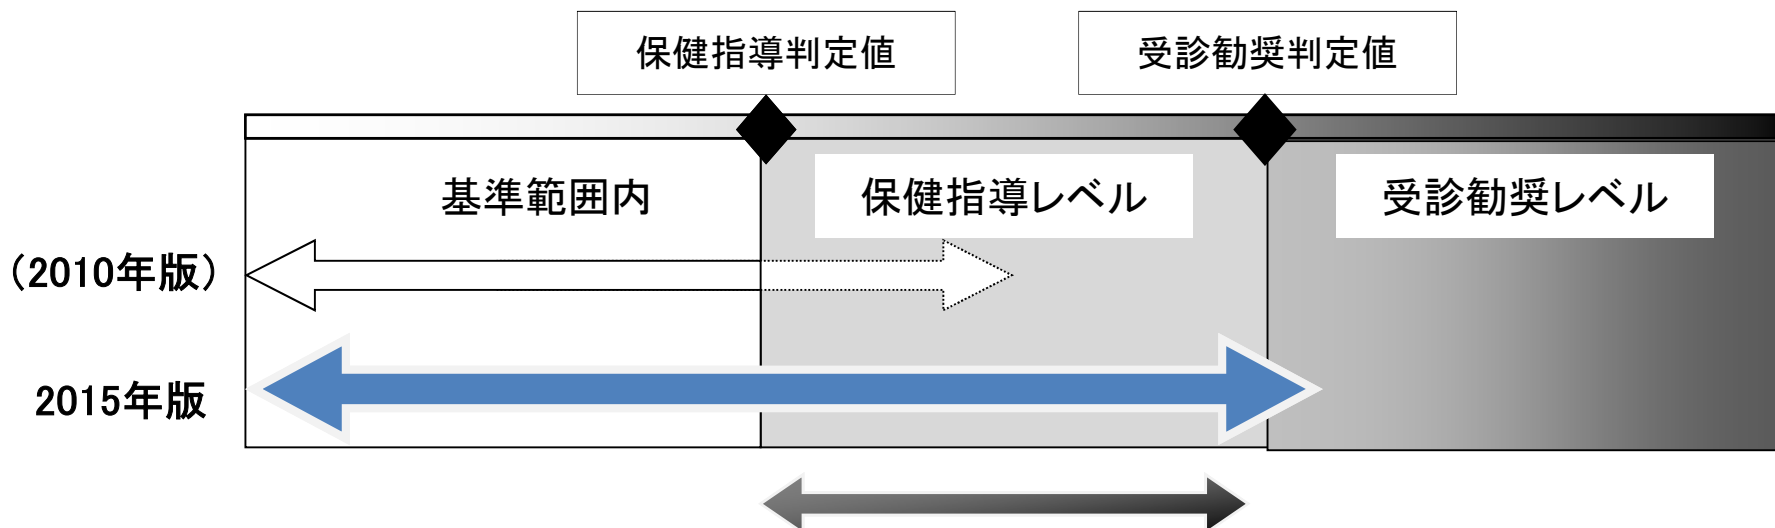 保健指導判定値
受診勧奨判定値
基準範囲内
保健指導レベル
受診勧奨レベル
（2010年版）
2015年版